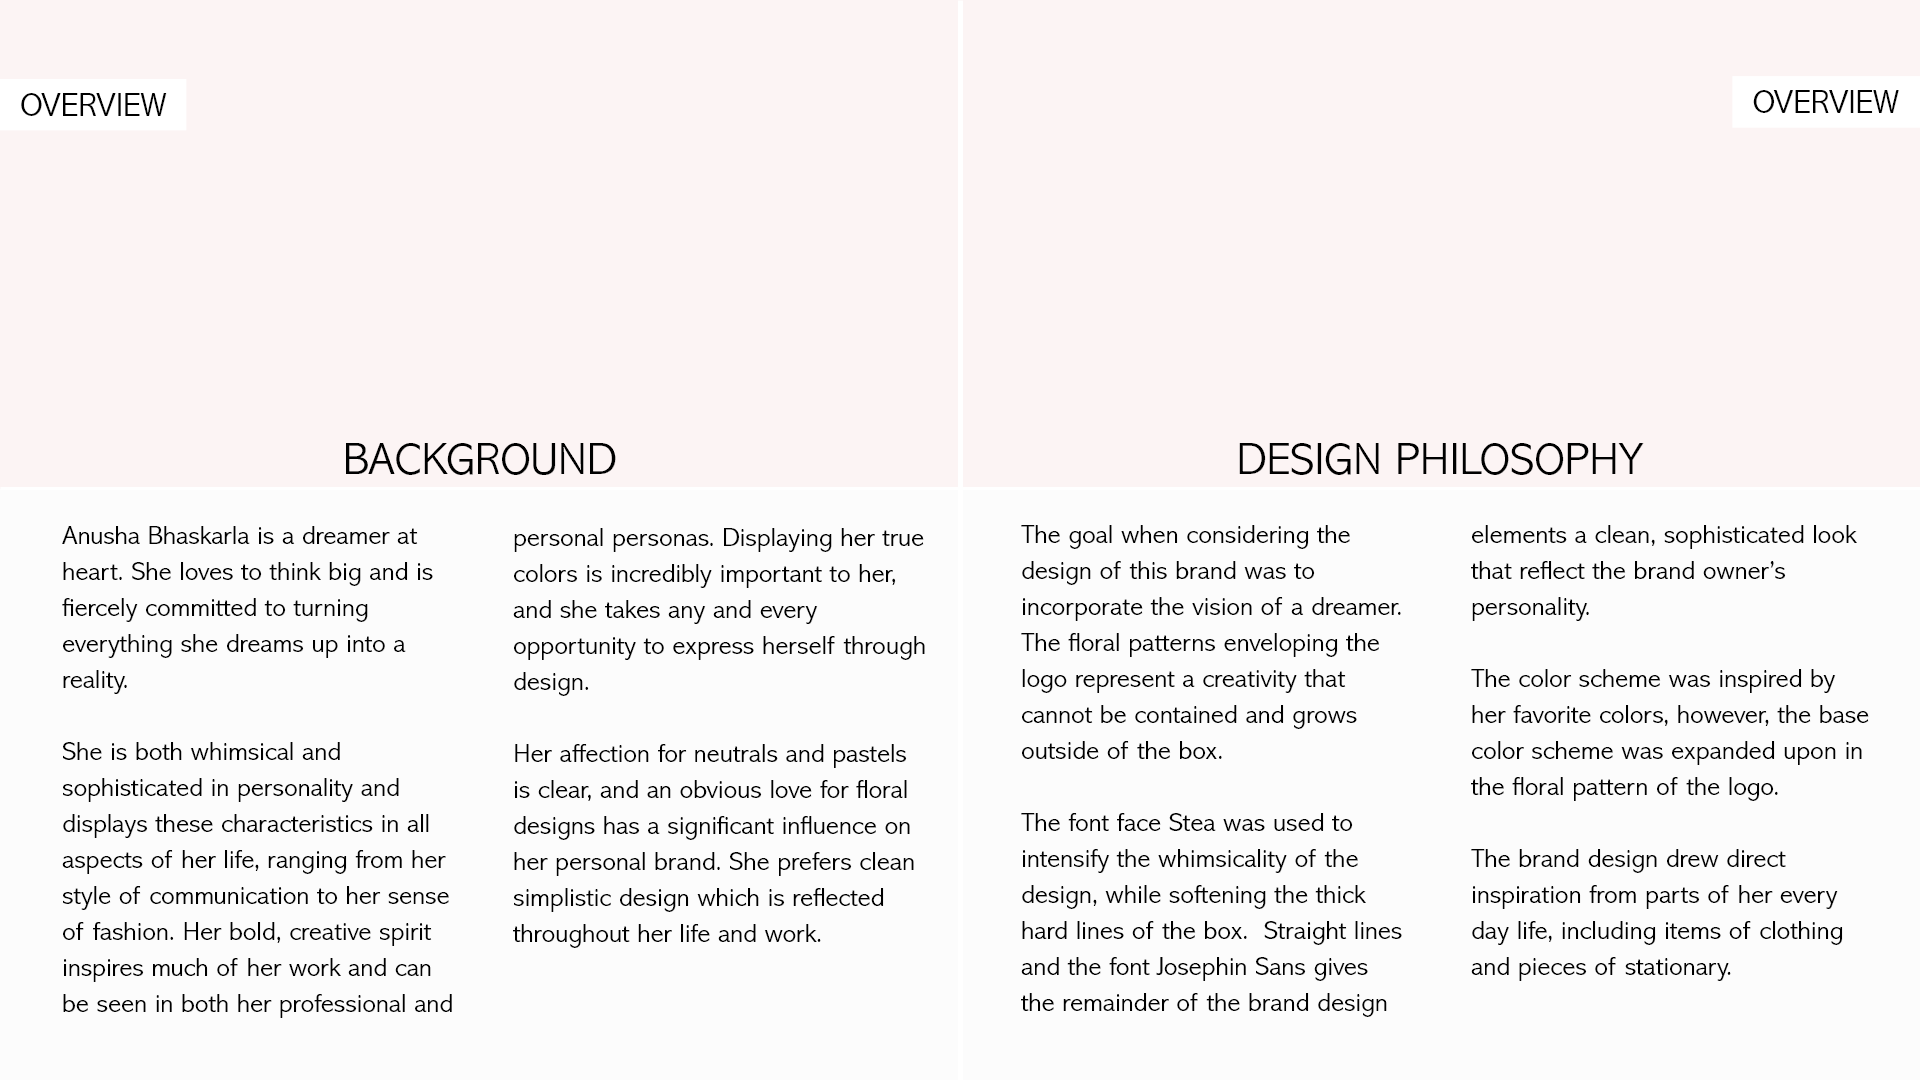 OVERVIEW
BACKGROUND
Anusha Bhaskarla is a dreamer at
heart. She loves to think big and is
fiercely committed to turning
everything she dreams up into a
reality.
She is both whimsical and
sophisticated in personality and
displays these characteristics in all
aspects of her life, ranging from her
style of communication to her sense
of fashion. Her bold, creative spirit
inspires much of her work and can
be seen in both her professional and
personal personas. Displaying her true
colors is incredibly important to her,
and she takes any and every
opportunity to express herself through
design.
Her affection for neutrals and pastels
is clear, and an obvious love for floral
designs has a significant influence on
her personal brand. She prefers clean
simplistic design which is reflected
throughout her life and work.
OVERVIEW
DESIGN PHILOSOPHY
The goal when considering the
design of this brand was to
incorporate the vision of a dreamer.
The floral patterns enveloping the
logo represent a creativity that
cannot be contained and grows
outside of the box.
The font face Stea was used to
intensify the whimsicality of the
design, while softening the thick
hard lines of the box.  Straight lines
and the font Josephin Sans gives
the remainder of the brand design
elements a clean, sophisticated look
that reflect the brand owner’s
personality.
The color scheme was inspired by
her favorite colors, however, the base
color scheme was expanded upon in
the floral pattern of the logo.
The brand design drew direct
inspiration from parts of her every
day life, including items of clothing
and pieces of stationary.